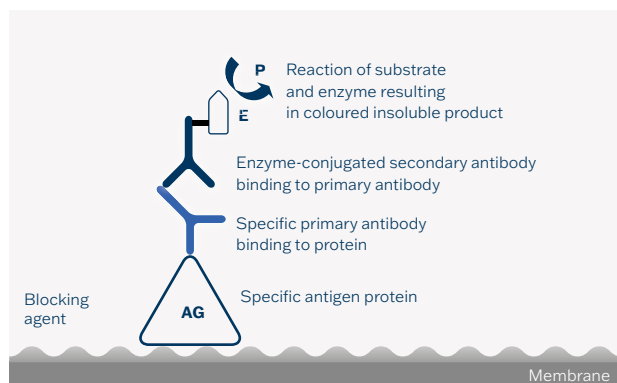 P
Reaction of substrate
and enzyme resulting
in coloured insoluble product
E
Enzyme-conjugated secondary antibody
binding to primary antibody
Specific primary antibody
binding to protein
Specific antigen protein
AG
Blocking
agent
Membrane